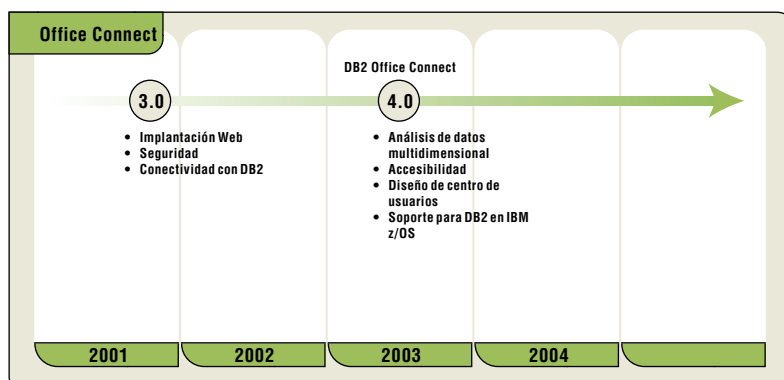 Office Connect
DB2 Office Connect
3.0
4.0
• Implantación Web
• Seguridad
• Conectividad con DB2
• Análisis de datos
multidimensional
• Accesibilidad
• Diseño de centro de
usuarios
• Soporte para DB2 en IBM
z/OS
2001
2002
2003
2004